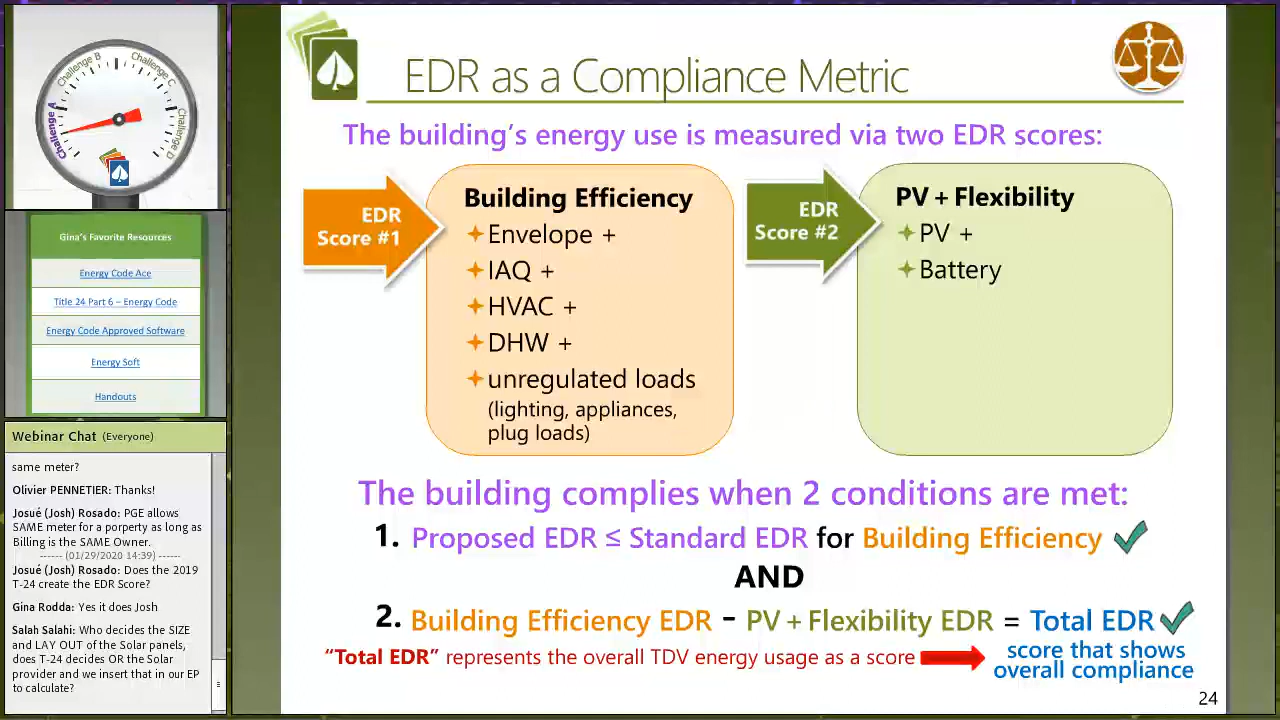 Challenge A
Challenge B
Challenge C
Challenge D
Gina's Favorite Resources
Energy Code Ace
Title 24 Part 6 – Energy Code
Energy Code Approved Software
Energy Soft
Handouts
Webinar Chat (Everyone)
same meter?
Olivier PENNETIER: Thanks!
Josué (Josh) Rosado: PGE allows
SAME meter for a porperty as long as
Billing is the SAME Owner.
------ (01/29/2020 14:39) ------
Josué (Josh) Rosado: Does the 2019
T-24 create the EDR Score?
Gina Rodda: Yes it does Josh
Salah Salahi: Who decides the SIZE
and LAY OUT of the Solar panels,
does T-24 decides OR the Solar
provider and we insert that in our EP
to calculate?
EDR as a Compliance Metric
The building's energy use is measured via two EDR scores:
EDR
Score #1
Building Efficiency
Envelope +
IAQ +
HVAC +
DHW +
unregulated loads
(lighting, appliances,
plug loads)
EDR
Score #2
PV + Flexibility
PV +
Battery
The building complies when 2 conditions are met:
1. Proposed EDR ≤ Standard EDR for Building Efficiency
AND
2. Building Efficiency EDR - PV + Flexibility EDR = Total EDR
"Total EDR" represents the overall TDV energy usage as a score
score that shows
overall compliance
24